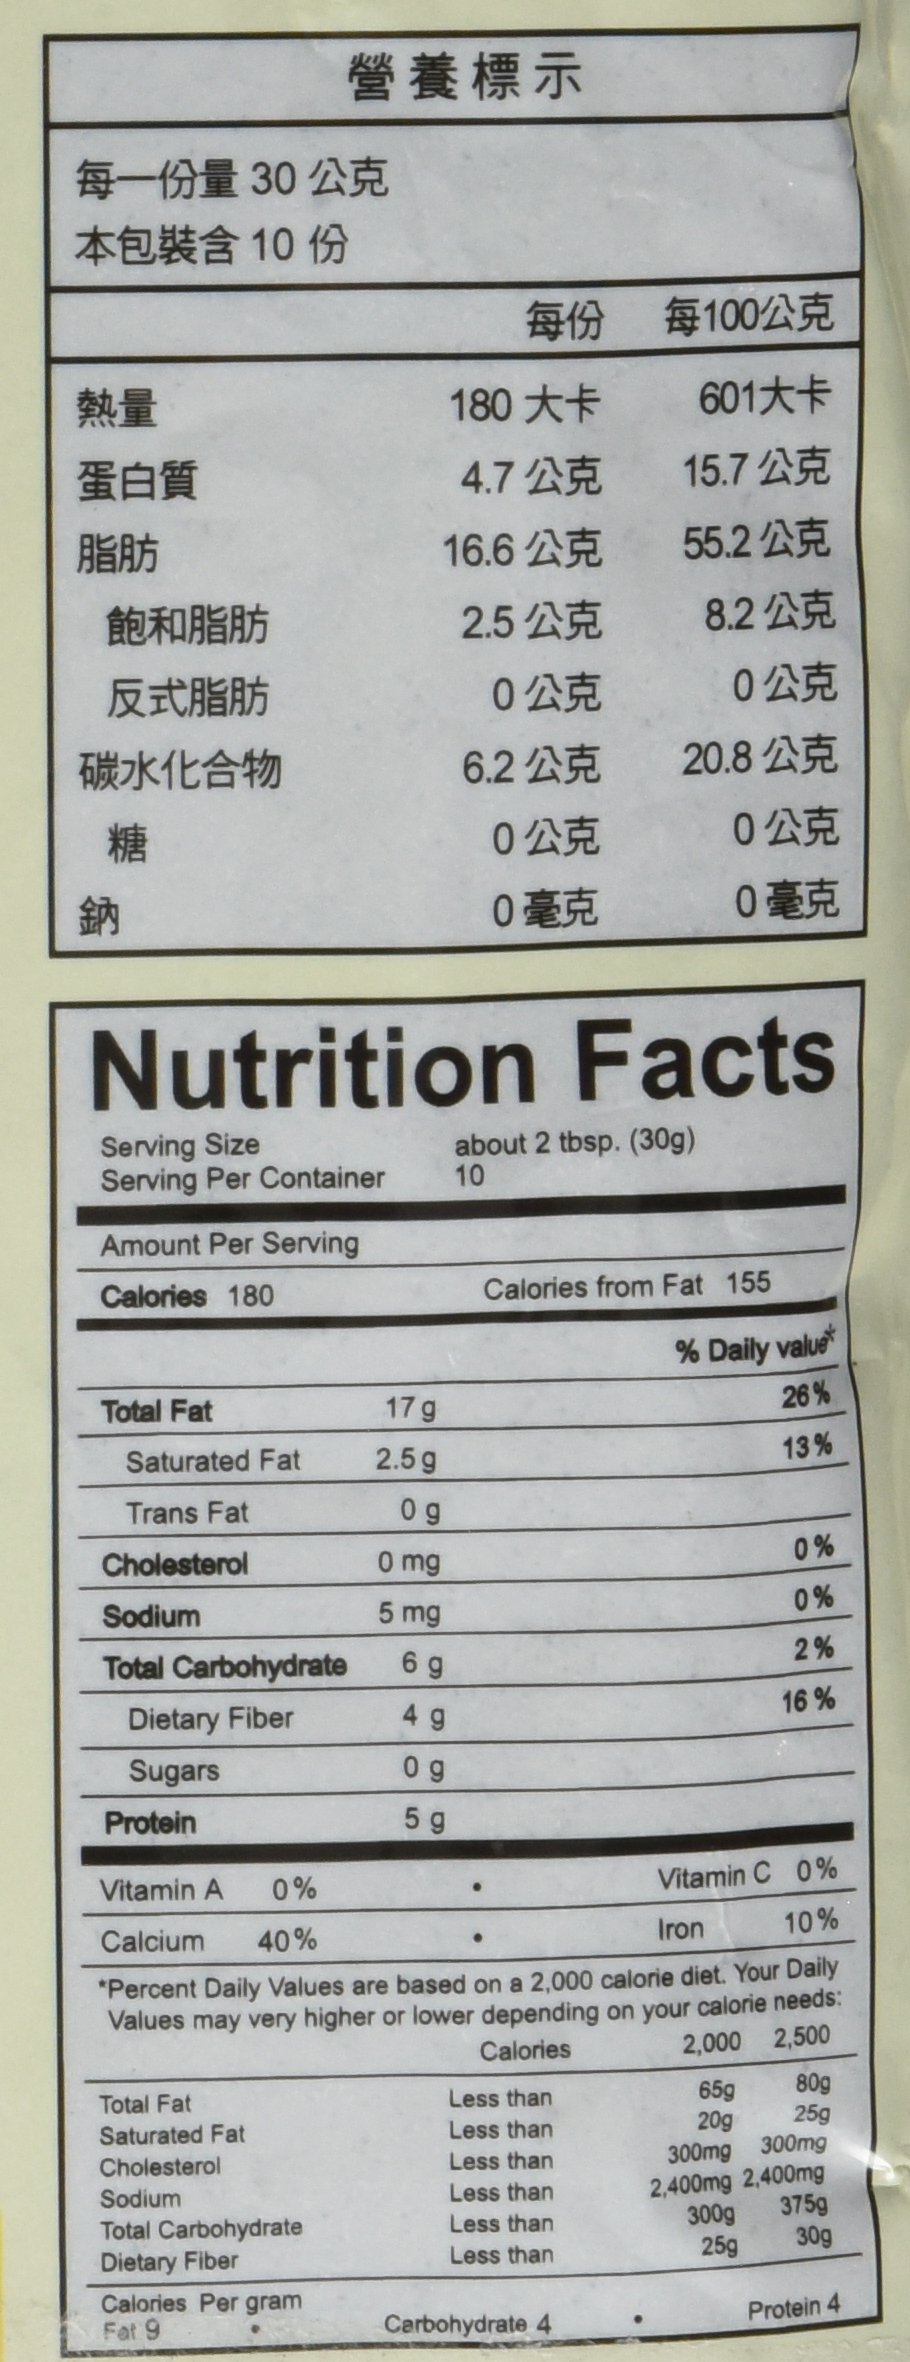 營養標示
每一份量 30 公克
本包裝含 10 份
每份 每100公克
熱量 180 大卡 601大卡
蛋白質 4.7 公克 15.7 公克
脂肪 16.6 公克 55.2 公克
飽和脂肪 2.5 公克 8.2 公克
反式脂肪 0 公克 0 公克
碳水化合物 6.2 公克 20.8 公克
糖 0 公克 0 公克
鈉 0 毫克 0 毫克
Nutrition Facts
Serving Size about 2 tbsp. (30g)
Serving Per Container 10
Amount Per Serving
Calories 180 Calories from Fat 155
% Daily value*
Total Fat 17 g 26%
Saturated Fat 2.5 g 13%
Trans Fat 0 g
Cholesterol 0 mg 0%
Sodium 5 mg 0%
Total Carbohydrate 6 g 2%
Dietary Fiber 4 g 16%
Sugars 0 g
Protein 5 g
Vitamin A 0% • Vitamin C 0%
Calcium 40% • Iron 10%
*Percent Daily Values are based on a 2,000 calorie diet. Your Daily
Values may very higher or lower depending on your calorie needs:
Calories 2,000 2,500
Total Fat Less than 65g 80g
Saturated Fat Less than 20g 25g
Cholesterol Less than 300mg 300mg
Sodium Less than 2,400mg 2,400mg
Total Carbohydrate Less than 300g 375g
Dietary Fiber Less than 25g 30g
Calories Per gram
Fat 9 • Carbohydrate 4 • Protein 4